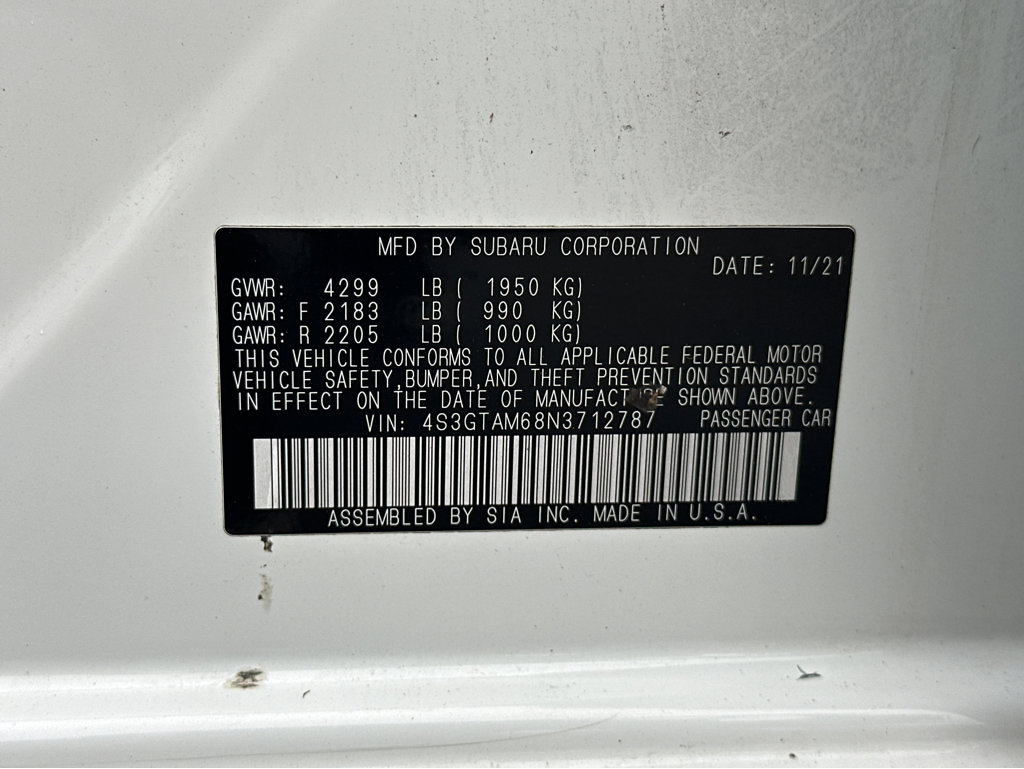 MFD BY SUBARU CORPORATION
DATE: 11/21
GVWR: 4299 LB ( 1950 KG)
GAWR: F 2183 LB ( 990 KG)
GAWR: R 2205 LB ( 1000 KG)
THIS VEHICLE CONFORMS TO ALL APPLICABLE FEDERAL MOTOR
VEHICLE SAFETY,BUMPER,AND THEFT PREVENTION STANDARDS
IN EFFECT ON THE DATE OF MANUFACTURE SHOWN ABOVE.
VIN: 4S3GTAM68N3712787 PASSENGER CAR
ASSEMBLED BY SIA INC. MADE IN U.S.A.